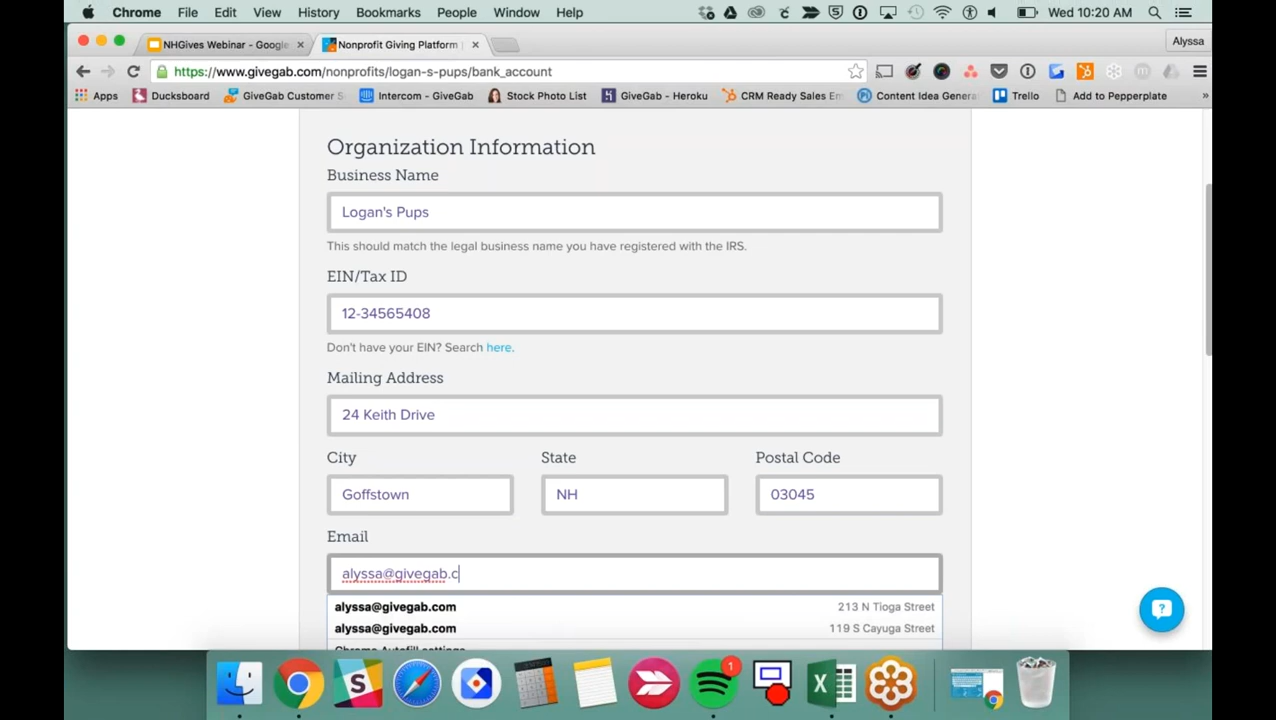 Chrome File Edit View History Bookmarks People Window Help Wed 10:20 AM
NHGives Webinar - Google Nonprofit Giving Platform Alyssa
https://www.givegab.com/nonprofits/logan-s-pups/bank_account
Apps Ducksboard GiveGab Customer S Intercom - GiveGab Stock Photo List GiveGab - Heroku CRM Ready Sales Em Content Idea Genera Trello Add to Pepperplate »
Organization Information
Business Name
Logan's Pups
This should match the legal business name you have registered with the IRS.
EIN/Tax ID
12-34565408
Don't have your EIN? Search here.
Mailing Address
24 Keith Drive
City State Postal Code
Goffstown NH 03045
Email
alyssa@givegab.c
alyssa@givegab.com 213 N Tioga Street
alyssa@givegab.com 119 S Cayuga Street
Chrome Autofill settings
1